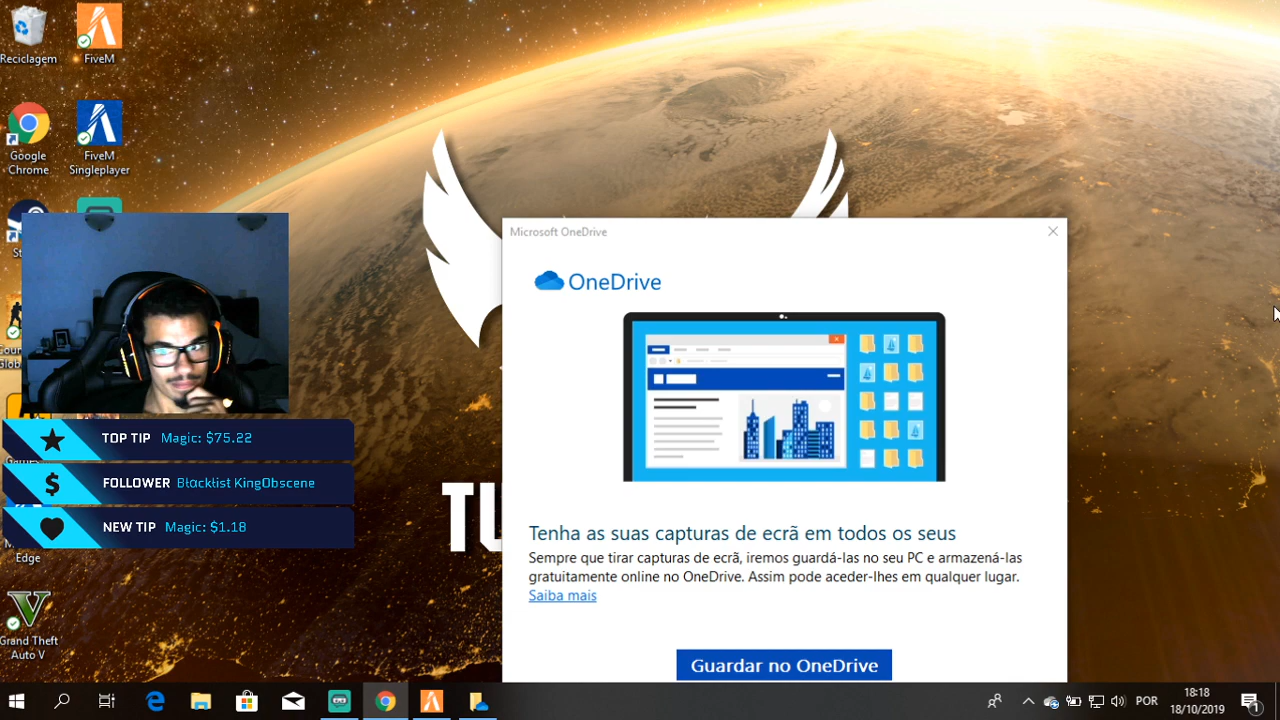 Reciclagem
FiveM
Google
Chrome
FiveM
Singleplayer
Microsoft OneDrive
OneDrive
Tenha as suas capturas de ecrã em todos os seus
Sempre que tirar capturas de ecrã, iremos guardá-las no seu PC e armazená-las
gratuitamente online no OneDrive. Assim pode aceder-lhes em qualquer lugar.
Saiba mais
Guardar no OneDrive
TOP TIP Magic: $75.22
FOLLOWER Blacklist KingObscene
NEW TIP Magic: $1.18
Edge
Grand Theft
Auto V
POR
18:18
18/10/2019
1